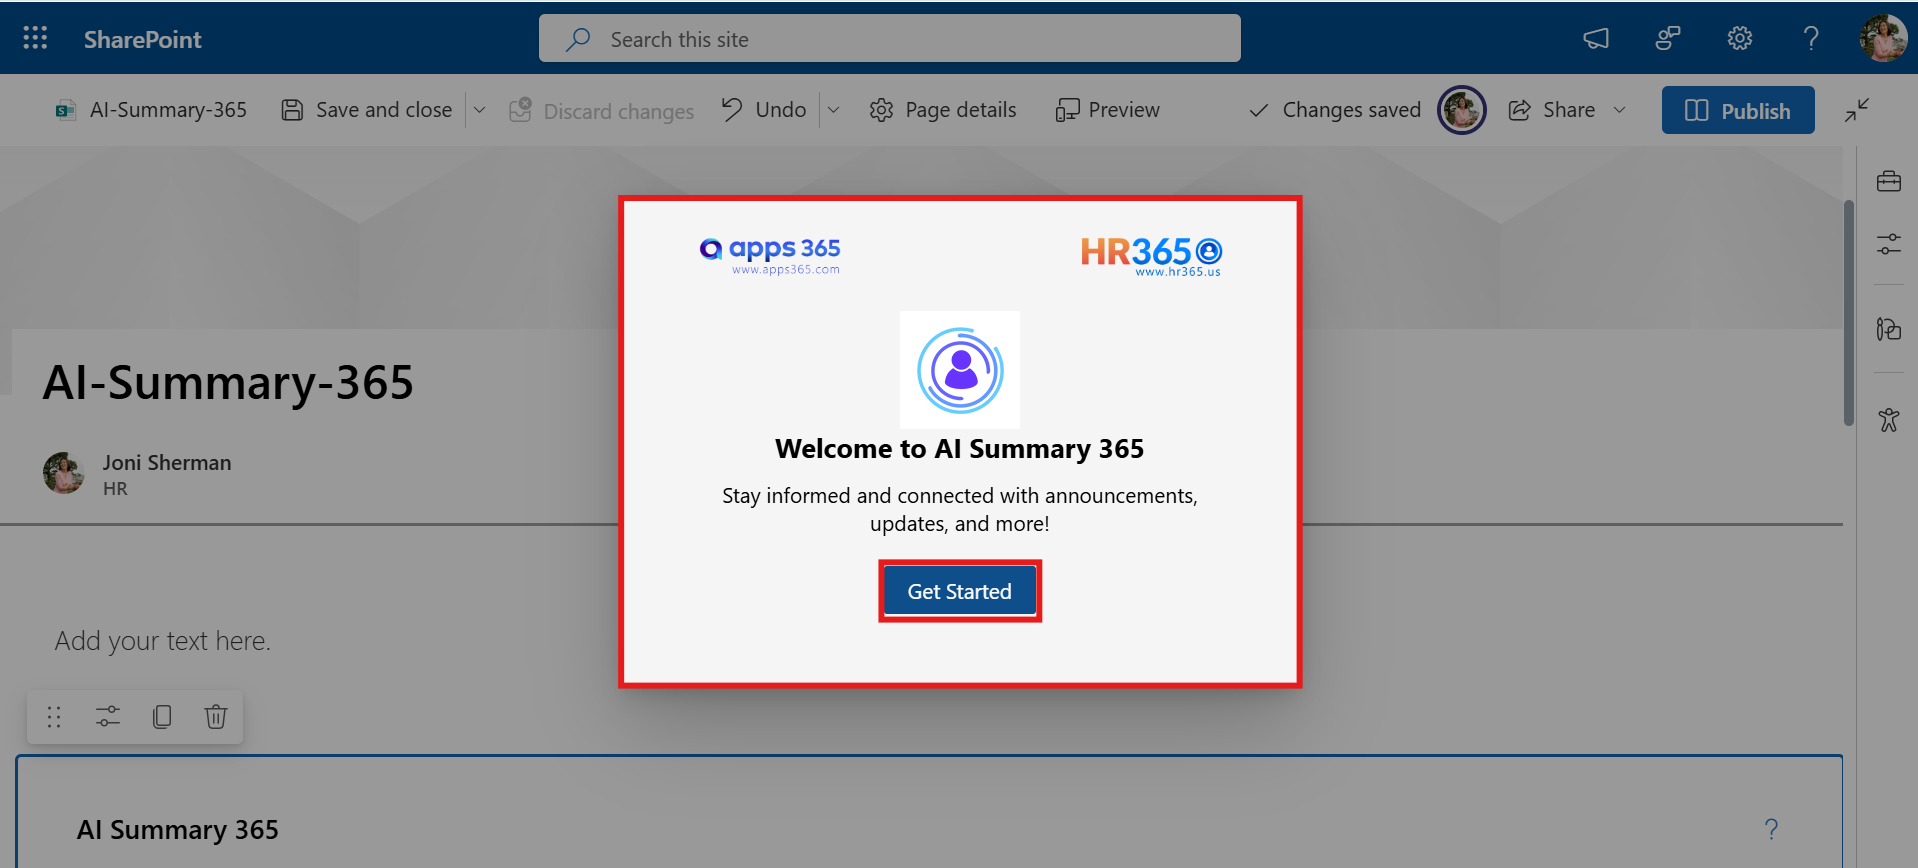 SharePoint
Search this site
AI-Summary-365
Save and close
Discard changes
Undo
Page details
Preview
Changes saved
Share
Publish
apps 365
www.apps365.com
HR365
www.hr365.us
Welcome to AI Summary 365
Stay informed and connected with announcements,
updates, and more!
Get Started
AI-Summary-365
Joni Sherman
HR
Add your text here.
AI Summary 365